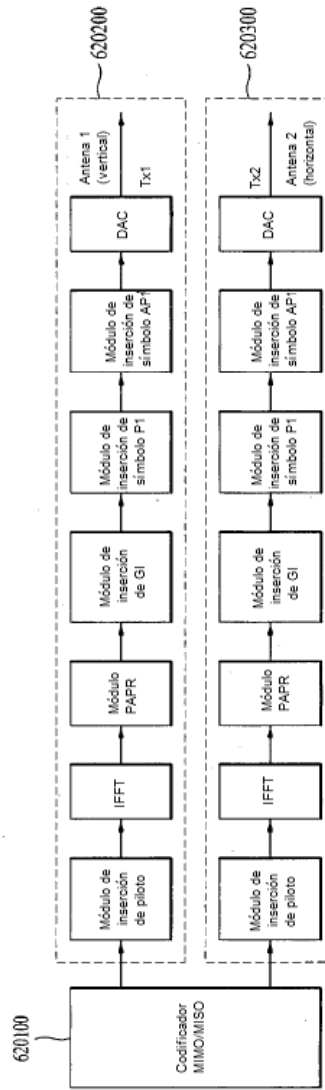 620100
Codificador
MIMO/MISO
620200
Módulo de
inserción
de piloto
IFFT
Módulo
PAPR
Módulo de
inserción
de GI
Módulo de
inserción de
símbolo P1
Módulo de
inserción de
símbolo AP1
DAC
Antena 1
(vertical)
Tx1
620300
Módulo de
inserción
de piloto
IFFT
Módulo
PAPR
Módulo de
inserción
de GI
Módulo de
inserción de
símbolo P1
Módulo de
inserción de
símbolo AP1
DAC
Tx2
Antena 2
(horizontal)